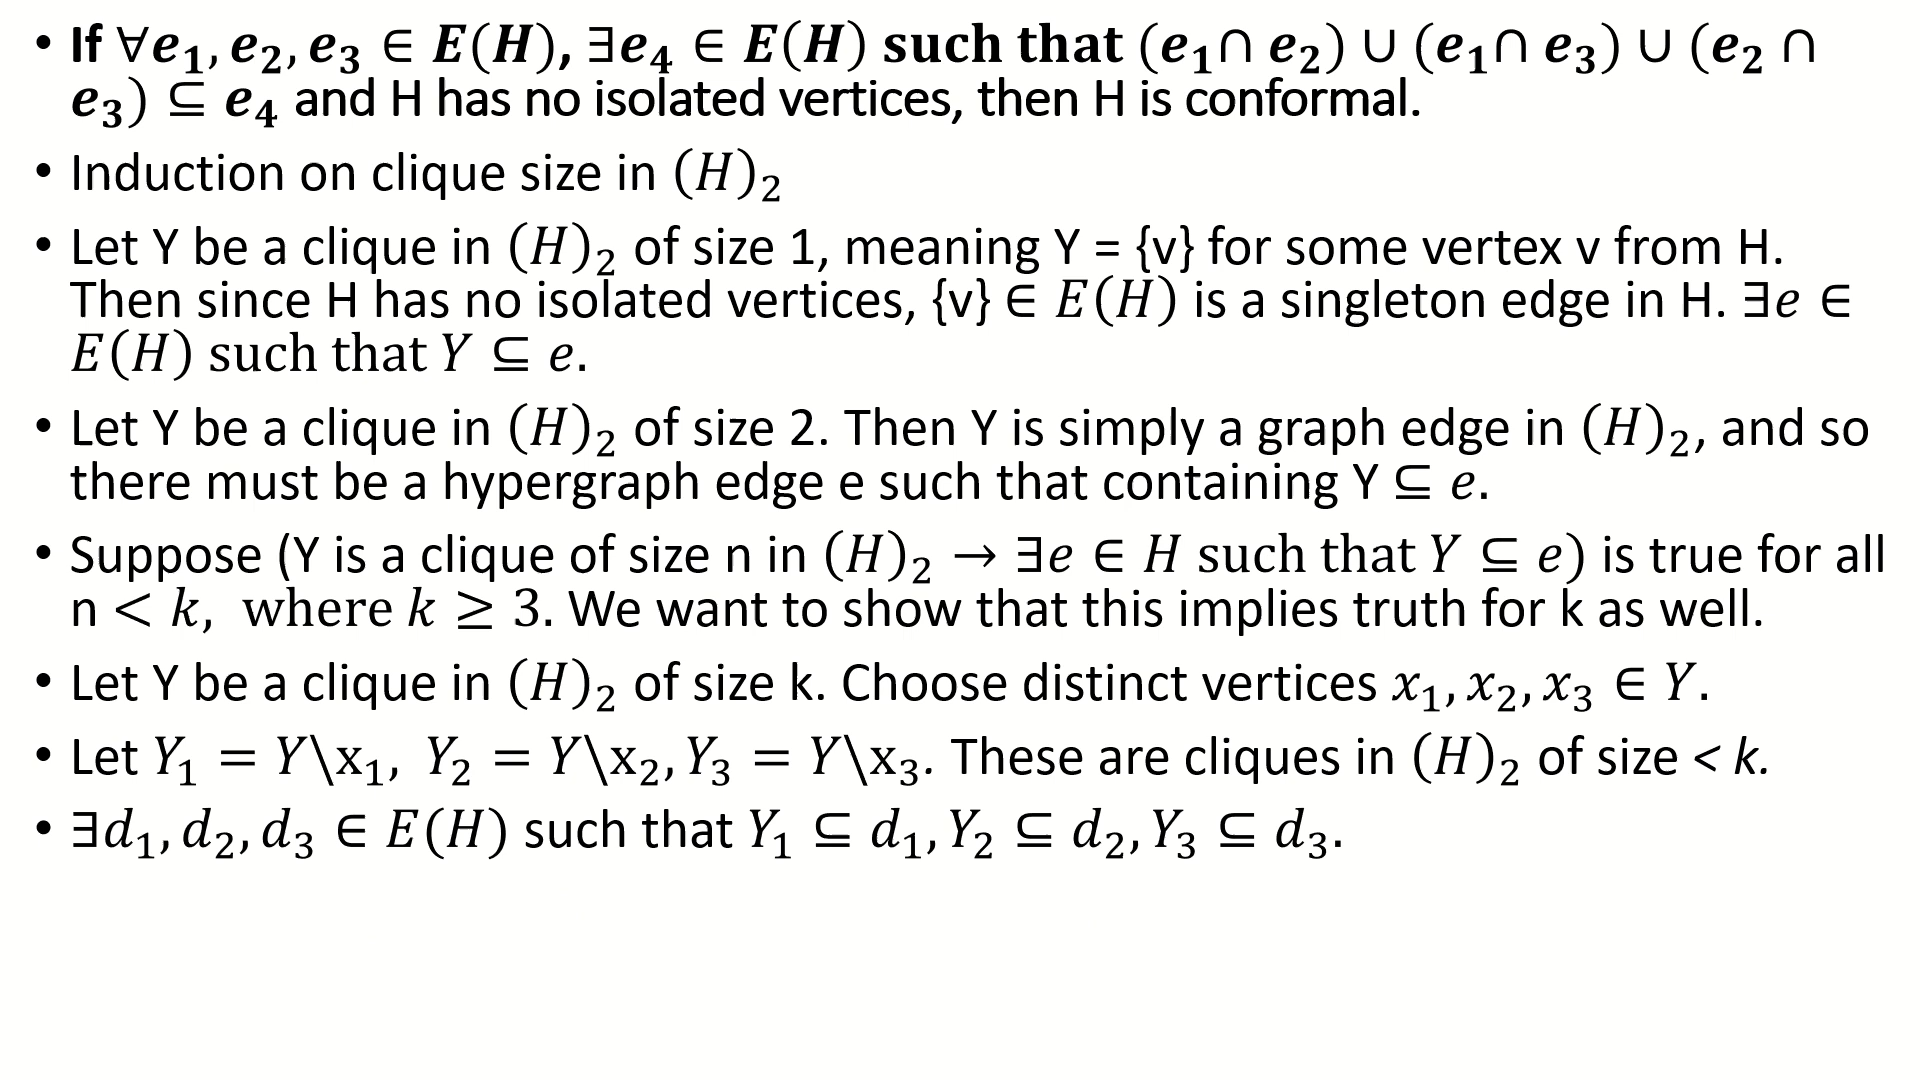 • If ∀e₁, e₂, e₃ ∈ E(H), ∃e₄ ∈ E(H) such that (e₁∩ e₂) ∪ (e₁∩ e₃) ∪ (e₂ ∩
e₃) ⊆ e₄ and H has no isolated vertices, then H is conformal.
• Induction on clique size in (H)₂
• Let Y be a clique in (H)₂ of size 1, meaning Y = {v} for some vertex v from H.
Then since H has no isolated vertices, {v} ∈ E(H) is a singleton edge in H. ∃e ∈
E(H) such that Y ⊆ e.
• Let Y be a clique in (H)₂ of size 2. Then Y is simply a graph edge in (H)₂, and so
there must be a hypergraph edge e such that containing Y ⊆ e.
• Suppose (Y is a clique of size n in (H)₂ → ∃e ∈ H such that Y ⊆ e) is true for all
n < k, where k ≥ 3. We want to show that this implies truth for k as well.
• Let Y be a clique in (H)₂ of size k. Choose distinct vertices x₁, x₂, x₃ ∈ Y.
• Let Y₁ = Y\x₁, Y₂ = Y\x₂, Y₃ = Y\x₃. These are cliques in (H)₂ of size < k.
• ∃d₁, d₂, d₃ ∈ E(H) such that Y₁ ⊆ d₁, Y₂ ⊆ d₂, Y₃ ⊆ d₃.